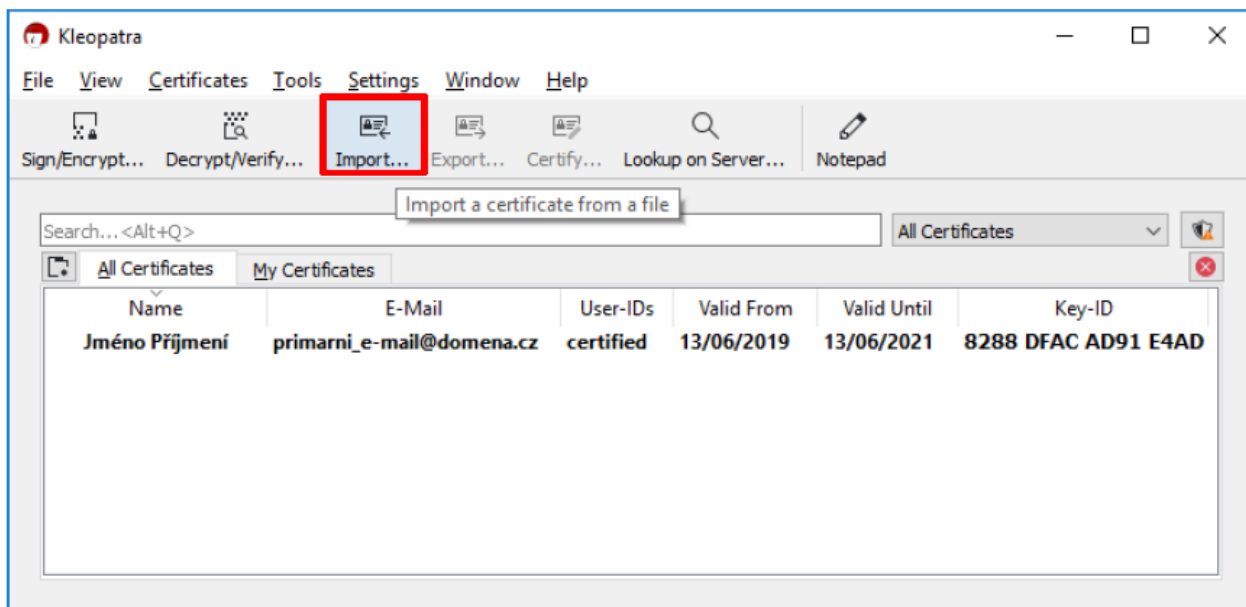 Kleopatra
File View Certificates Tools Settings Window Help
Sign/Encrypt... Decrypt/Verify... Import... Export... Certify... Lookup on Server... Notepad
Import a certificate from a file
Search...<Alt+Q> All Certificates
All Certificates My Certificates
Name E-Mail User-IDs Valid From Valid Until Key-ID
Jméno Příjmení primarni_e-mail@domena.cz certified 13/06/2019 13/06/2021 8288 DFAC AD91 E4AD